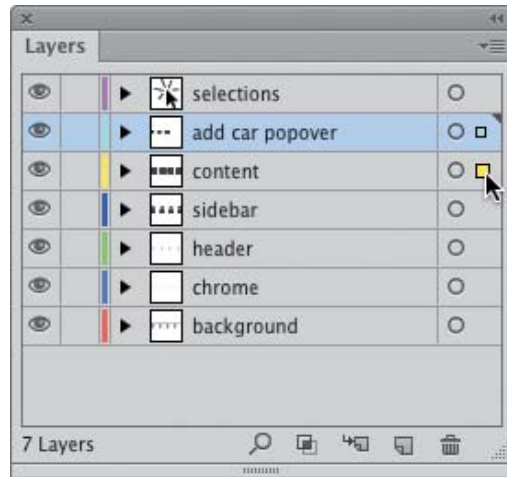 Layers
selections
add car popover
content
sidebar
header
chrome
background
7 Layers